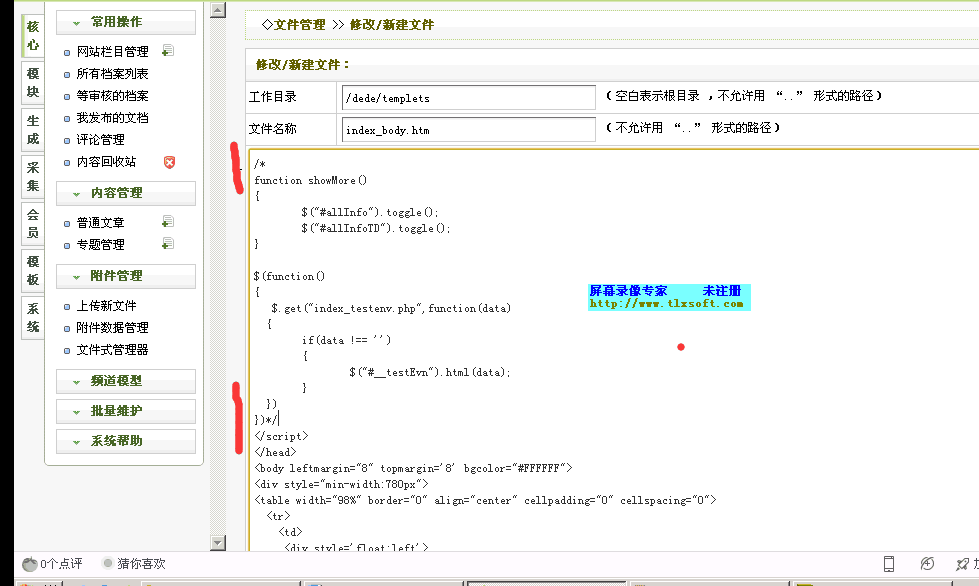 核心
模块
生成
采集
会员
模板
系统
常用操作
网站栏目管理
所有档案列表
等审核的档案
我发布的文档
评论管理
内容回收站
内容管理
普通文章
专题管理
附件管理
上传新文件
附件数据管理
文件式管理器
频道模型
批量维护
系统帮助
◇文件管理 >> 修改/新建文件
修改/新建文件：
工作目录 /dede/templets （空白表示根目录 ，不允许用 “..” 形式的路径）
文件名称 index_body.htm （不允许用 “..” 形式的路径）
/*
function showMore()
{
$("#allInfo").toggle();
$("#allInfoTD").toggle();
}
$(function()
{
$.get("index_testenv.php",function(data)
{
if(data !== '')
{
$("#__testEvn").html(data);
}
})
})*/
</script>
</head>
<body leftmargin="8" topmargin='8' bgcolor="#FFFFFF">
<div style="min-width:780px">
<table width="98%" border="0" align="center" cellpadding="0" cellspacing="0">
<tr>
<td>
<div style='float:left'>
屏幕录像专家 未注册
http://www.tlxsoft.com
0个点评
猜你喜欢